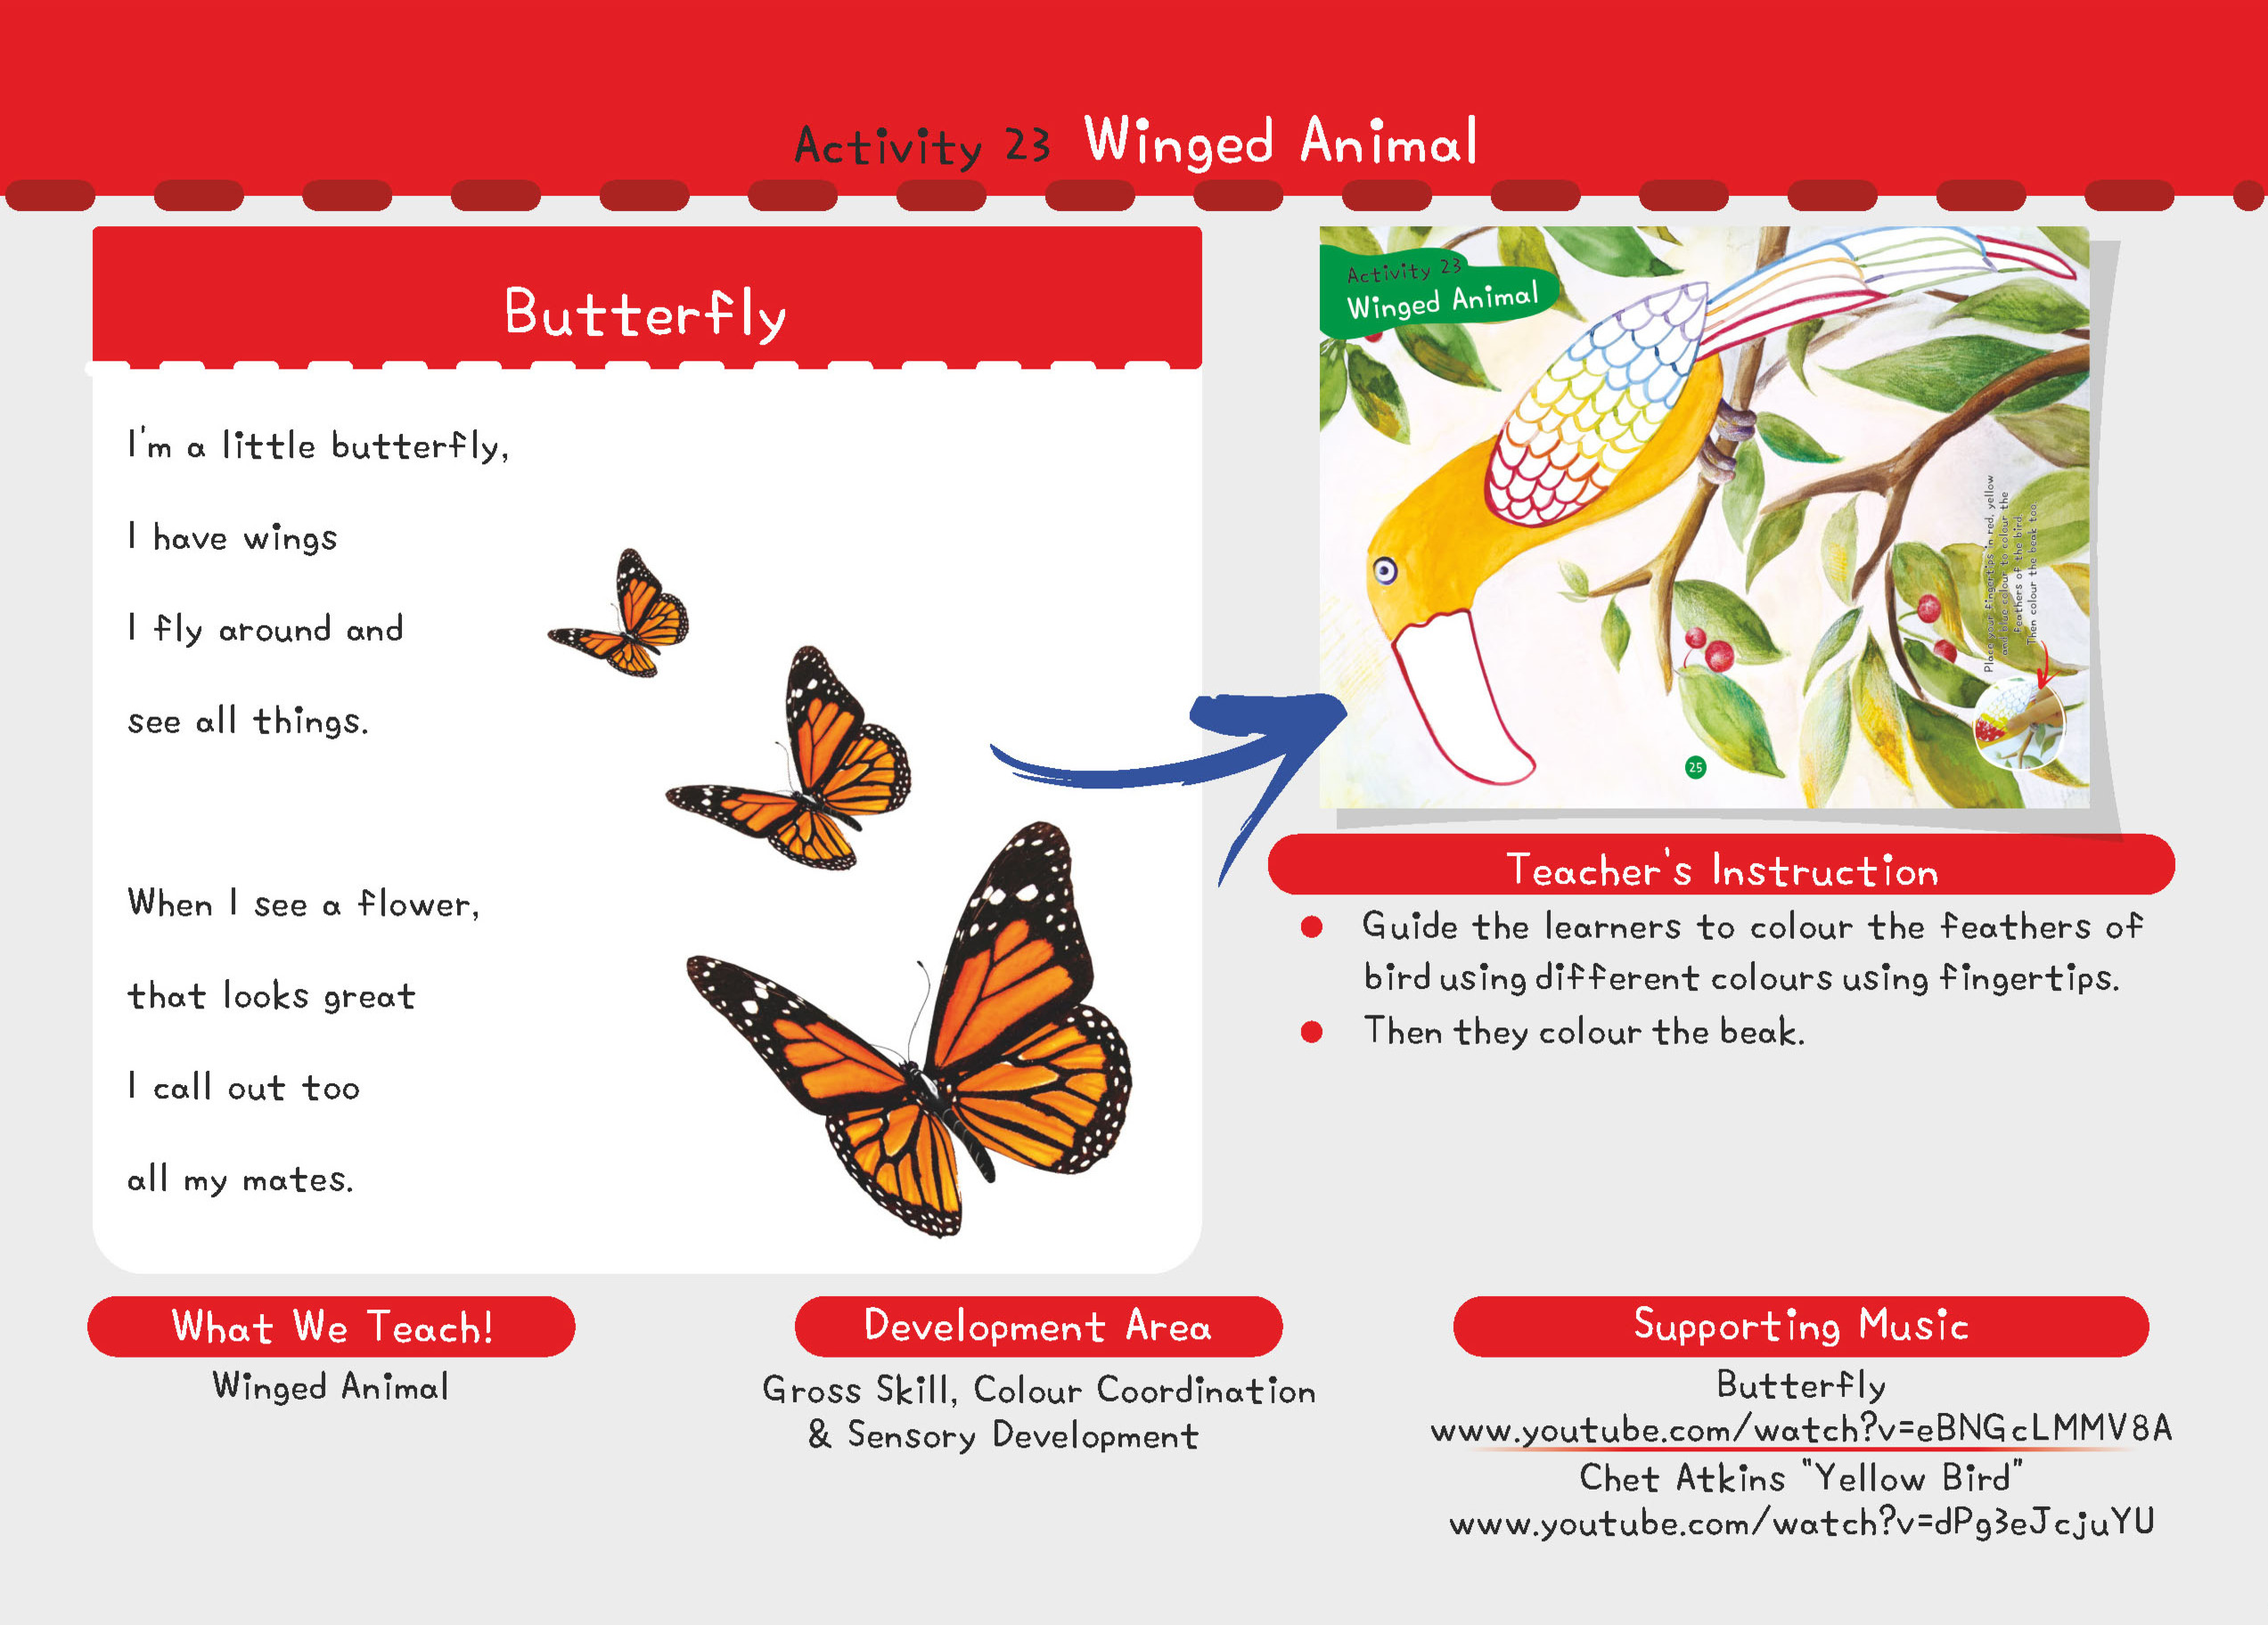 Activity 23 Winged Animal
Butterfly
I'm a little butterfly,
I have wings
I fly around and
see all things.
When I see a flower,
that looks great
I call out too
all my mates.
Activity 23
Winged Animal
Place your fingertips in red, yellow
and blue colour to colour the
feathers of the bird.
Then colour the beak too.
25
Teacher's Instruction
Guide the learners to colour the feathers of
bird using different colours using fingertips.
Then they colour the beak.
What We Teach!
Winged Animal
Development Area
Gross Skill, Colour Coordination
& Sensory Development
Supporting Music
Butterfly
www.youtube.com/watch?v=eBNGcLMMV8A
Chet Atkins "Yellow Bird"
www.youtube.com/watch?v=dPg3eJcjuYU